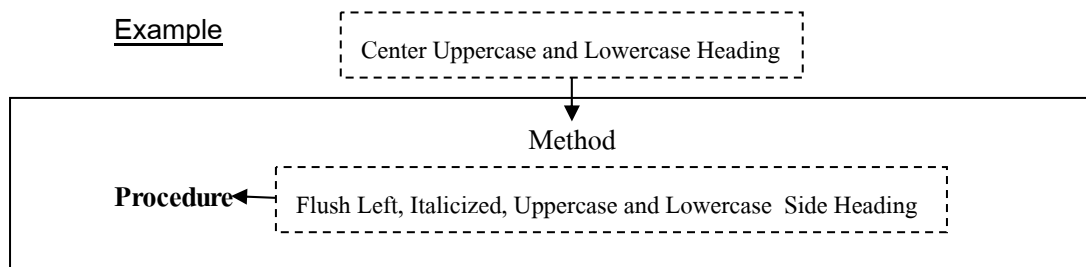 Example
Center Uppercase and Lowercase Heading
Method
Procedure
Flush Left, Italicized, Uppercase and Lowercase Side Heading